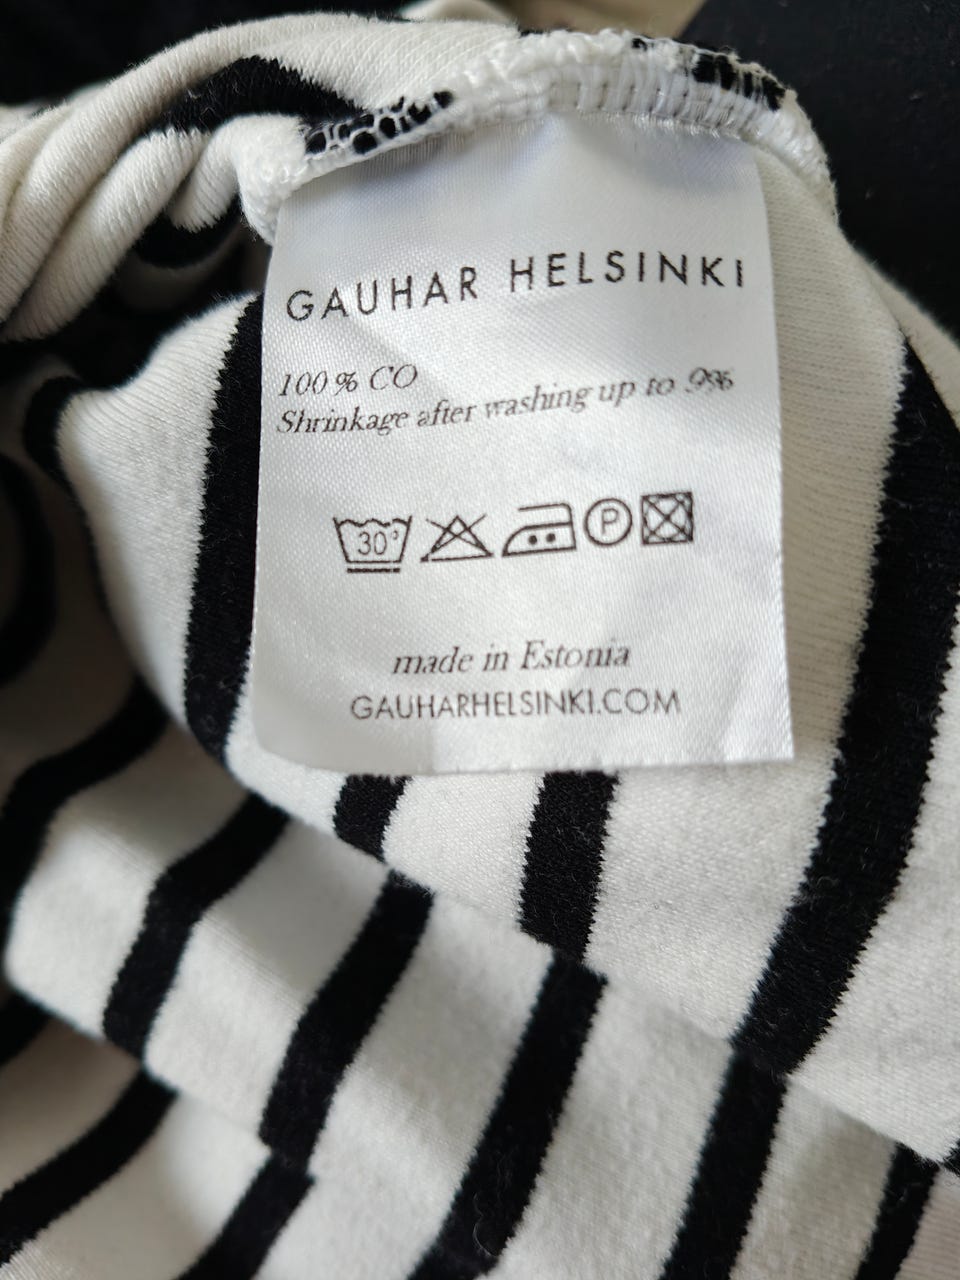 GAUHAR HELSINKI
100% CO
Shrinkage after washing up to 9%
30°
P
made in Estonia
GAUHARHELSINKI.COM